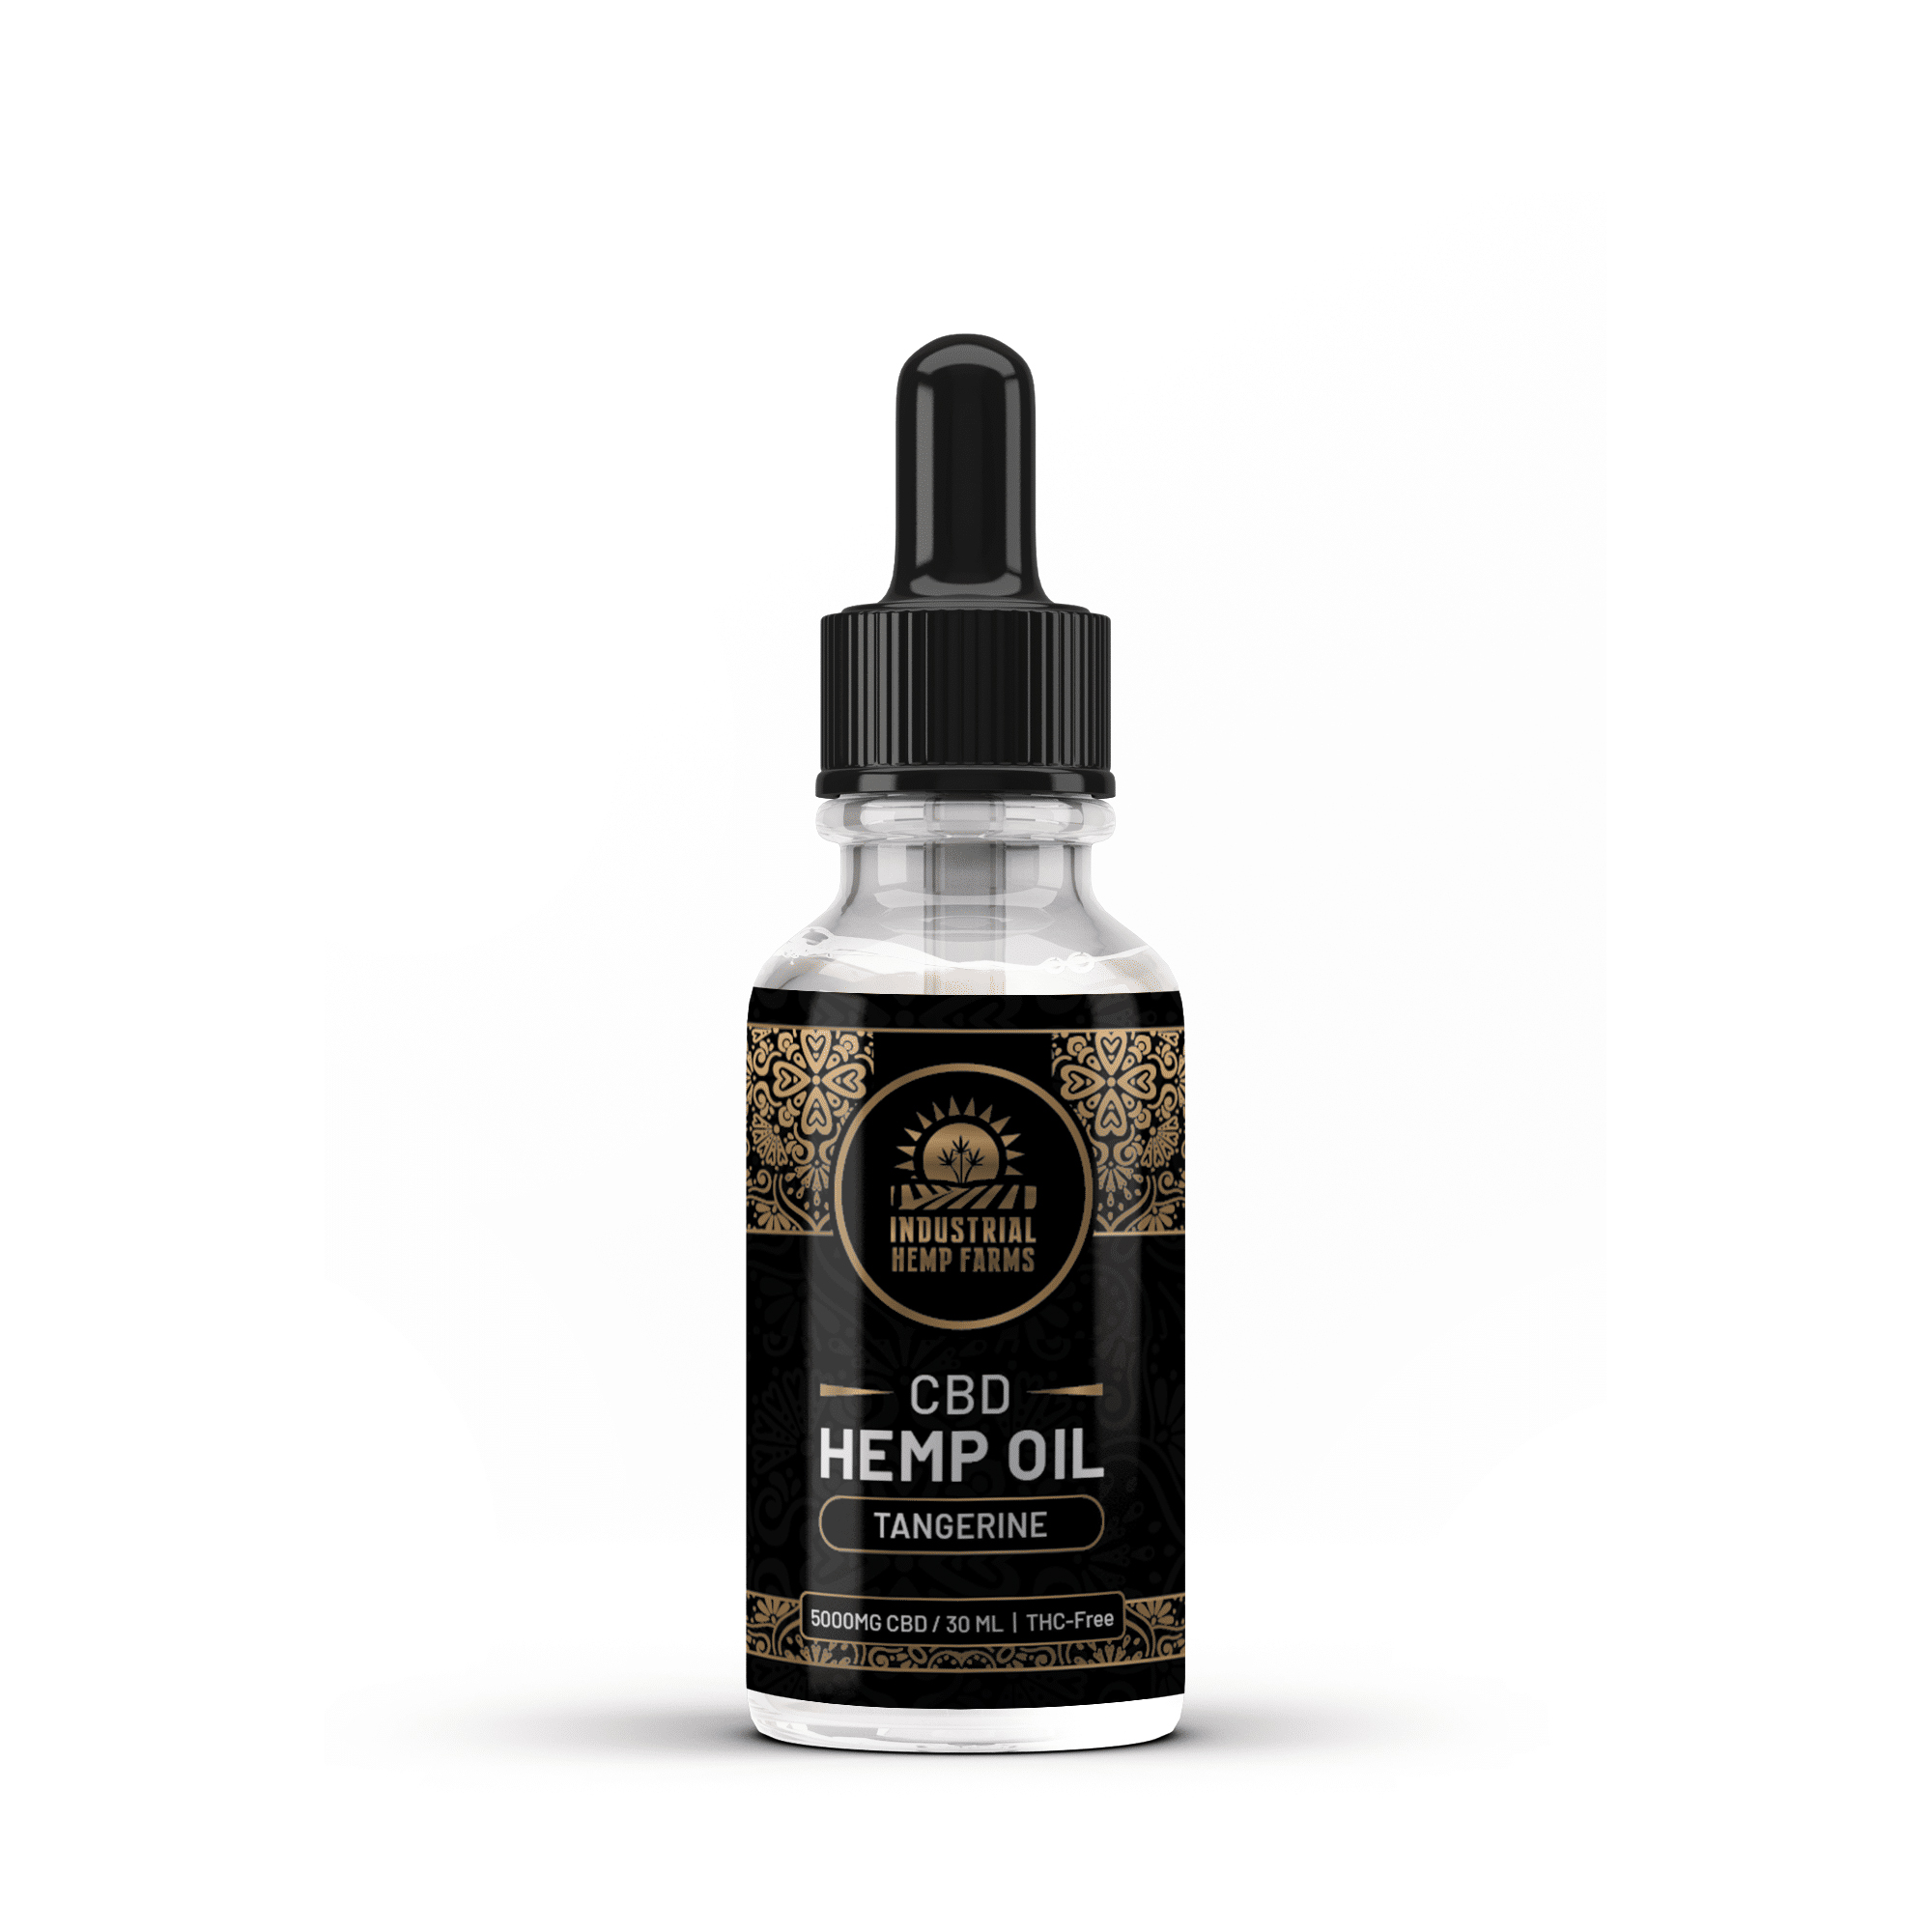 INDUSTRIAL
HEMP FARMS
CBD
HEMP OIL
TANGERINE
5000MG CBD / 30 ML | THC-Free